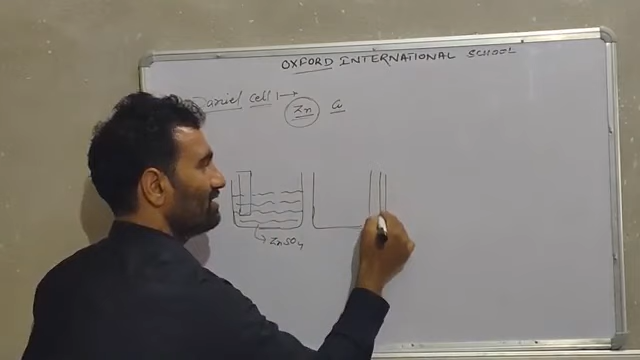 OXFORD INTERNATIONAL SCHOOL
Daniel Cell :→
Zn Cu
ZnSO4